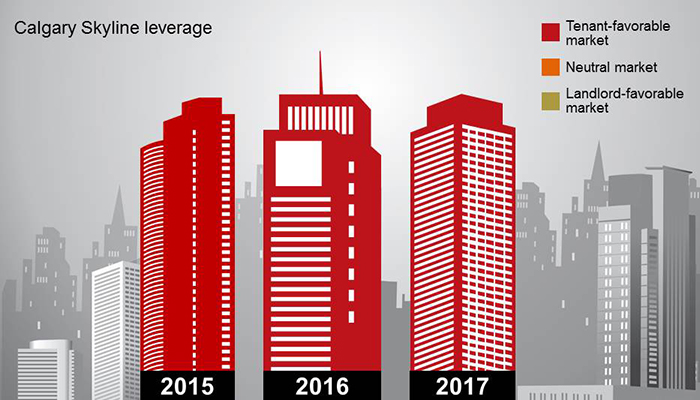 Calgary Skyline leverage
Tenant-favorable
market
Neutral market
Landlord-favorable
market
2015
2016
2017